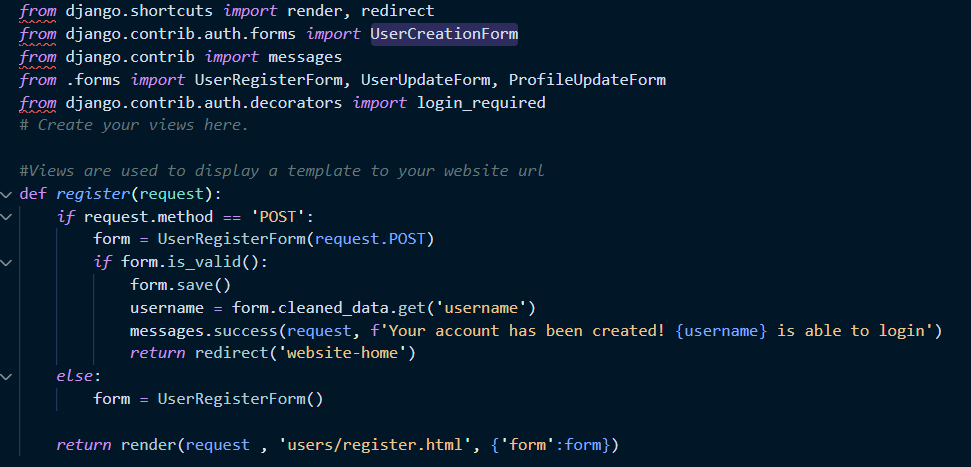 from django.shortcuts import render, redirect
from django.contrib.auth.forms import UserCreationForm
from django.contrib import messages
from .forms import UserRegisterForm, UserUpdateForm, ProfileUpdateForm
from django.contrib.auth.decorators import login_required
# Create your views here.
#Views are used to display a template to your website url
def register(request):
    if request.method == 'POST':
        form = UserRegisterForm(request.POST)
        if form.is_valid():
            form.save()
            username = form.cleaned_data.get('username')
            messages.success(request, f'Your account has been created! {username} is able to login')
            return redirect('website-home')
    else:
        form = UserRegisterForm()
    return render(request , 'users/register.html', {'form':form})